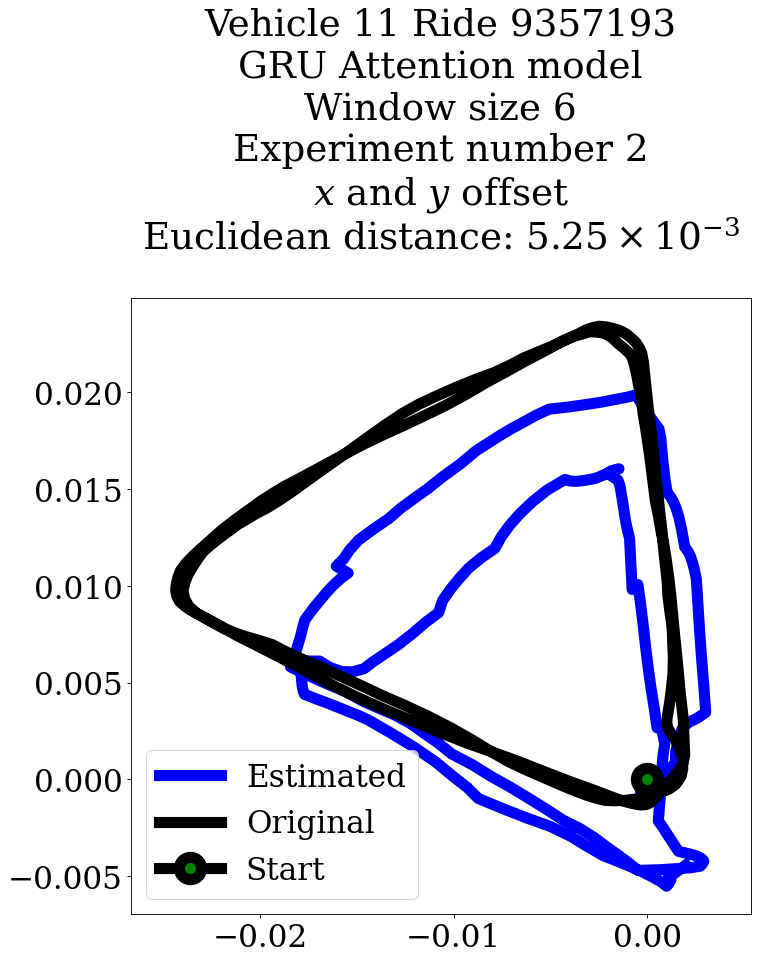 Vehicle 11 Ride 9357193
GRU Attention model
Window size 6
Experiment number 2
x and y offset
Euclidean distance: 5.25 × 10⁻³
0.020
0.015
0.010
0.005
0.000
−0.005
Estimated
Original
Start
−0.02
−0.01
0.00